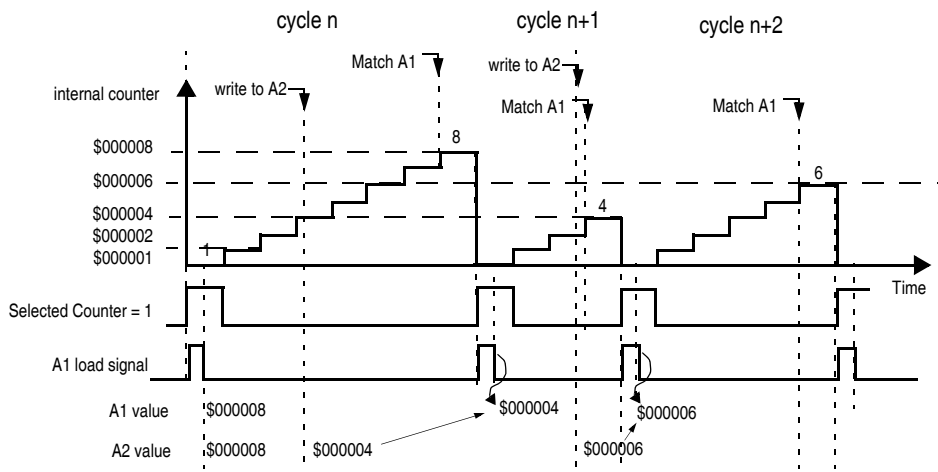 cycle n
cycle n+1
cycle n+2
Match A1
write to A2
write to A2
Match A1
Match A1
internal counter
$000008
8
$000006
6
$000004
4
$000002
1
$000001
Time
Selected Counter = 1
A1 load signal
A1 value
$000008
$000004
$000006
A2 value
$000008
$000004
$000006